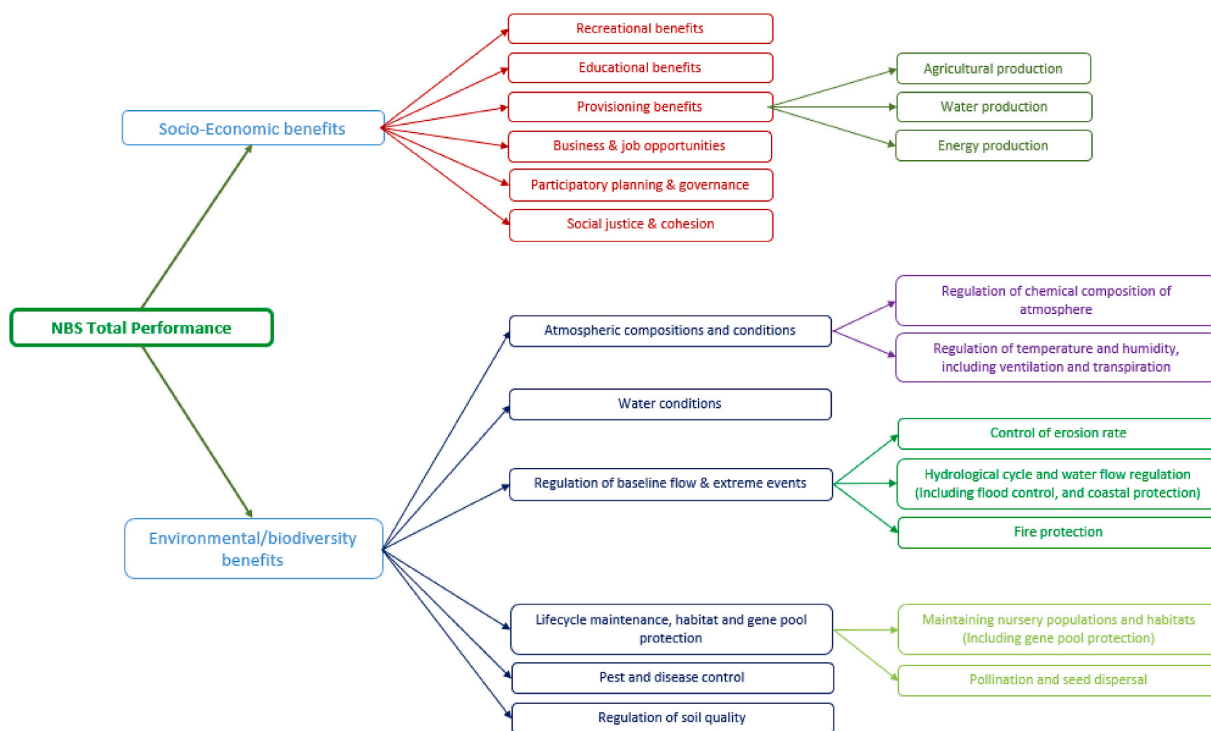 Recreational benefits
Educational benefits
Provisioning benefits
Business & job opportunities
Participatory planning & governance
Social justice & cohesion
Agricultural production
Water production
Energy production
Socio-Economic benefits
NBS Total Performance
Environmental/biodiversity
benefits
Atmospheric compositions and conditions
Water conditions
Regulation of baseline flow & extreme events
Lifecycle maintenance, habitat and gene pool
protection
Pest and disease control
Regulation of soil quality
Regulation of chemical composition of
atmosphere
Regulation of temperature and humidity,
including ventilation and transpiration
Control of erosion rate
Hydrological cycle and water flow regulation
(Including flood control, and coastal protection)
Fire protection
Maintaining nursery populations and habitats
(Including gene pool protection)
Pollination and seed dispersal